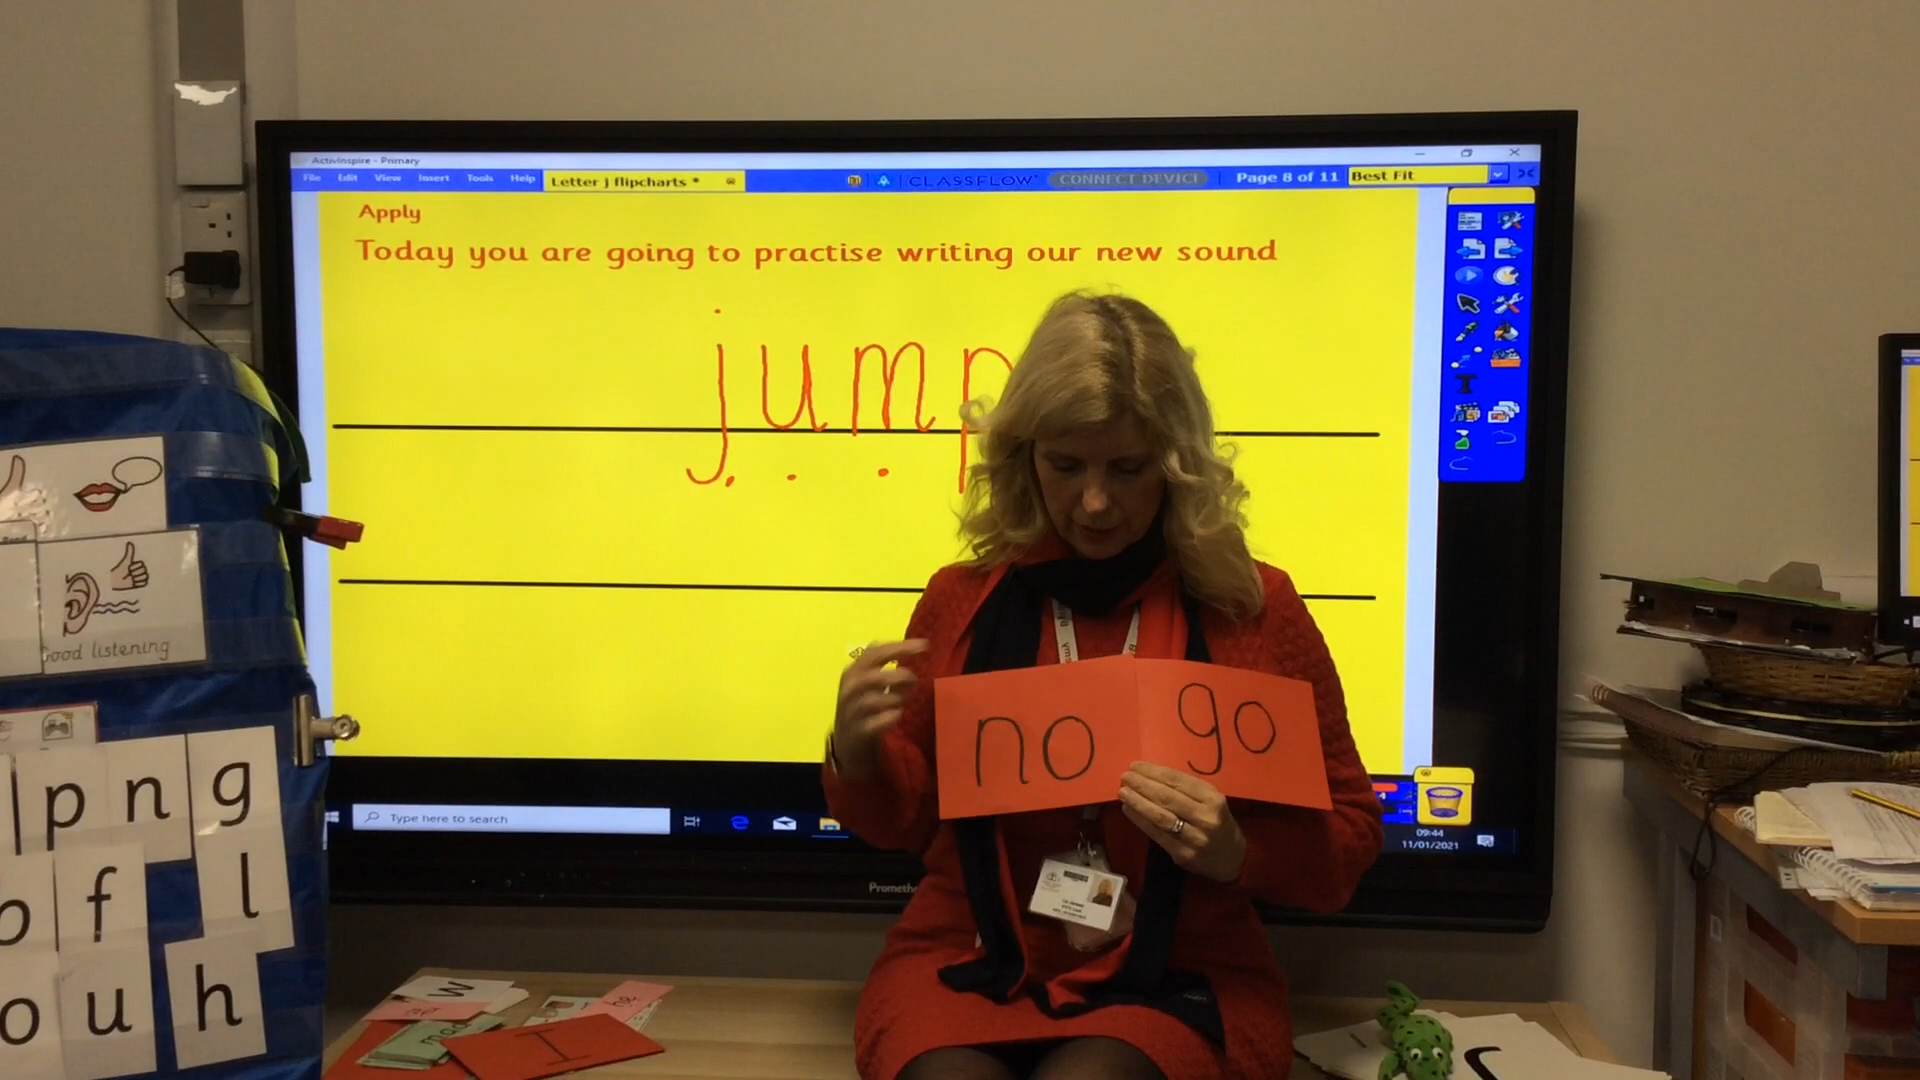 ActivInspire - Primary
File Edit View Insert Tools Help
Letter j flipcharts *
CLASSFLOW
CONNECT DEVICE
Page 8 of 11
Best Fit
Apply
Today you are going to practise writing our new sound
jump
no go
Good listening
p n g
f l
o u h
w
he
I
Type here to search
09:44
11/01/2021
Prometh